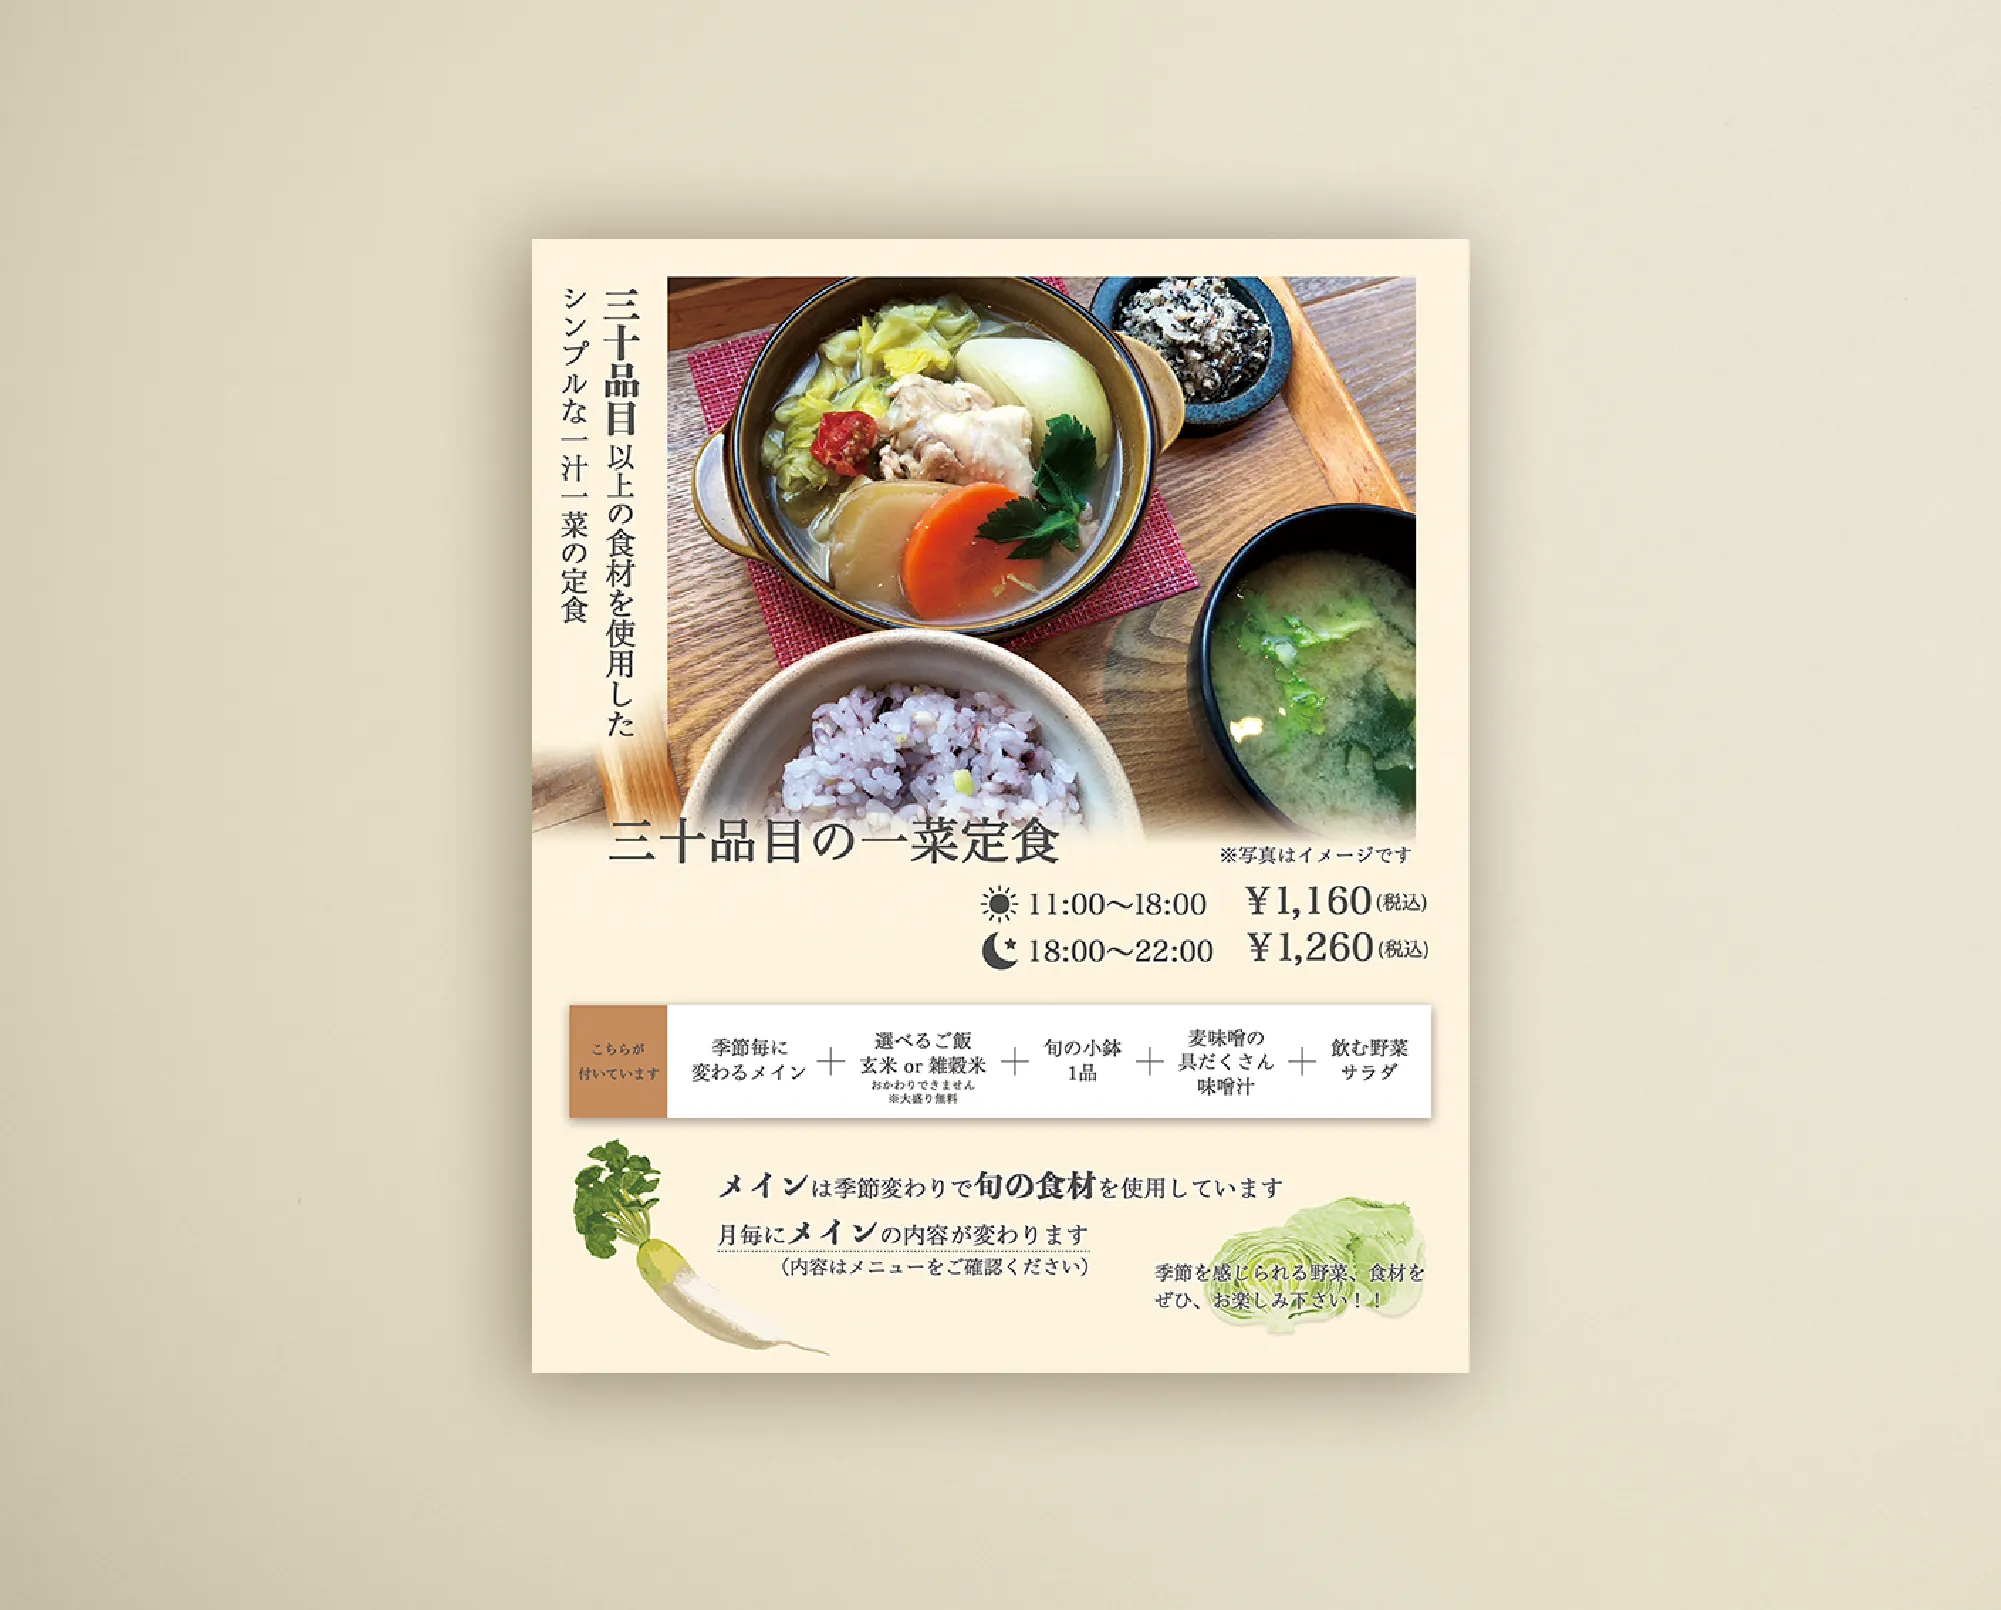 三十品目以上の食材を使用した
シンプルな一汁一菜の定食
三十品目の一菜定食
※写真はイメージです
11:00〜18:00 ¥1,160(税込)
18:00〜22:00 ¥1,260(税込)
こちらが
付いています
季節毎に
変わるメイン
+
選べるご飯
玄米 or 雑穀米
おかわりできません
※大盛り無料
+
旬の小鉢
1品
+
麦味噌の
具だくさん
味噌汁
+
飲む野菜
サラダ
メインは季節変わりで旬の食材を使用しています
月毎にメインの内容が変わります
(内容はメニューをご確認ください)
季節を感じられる野菜、食材を
ぜひ、お楽しみ下さい！！